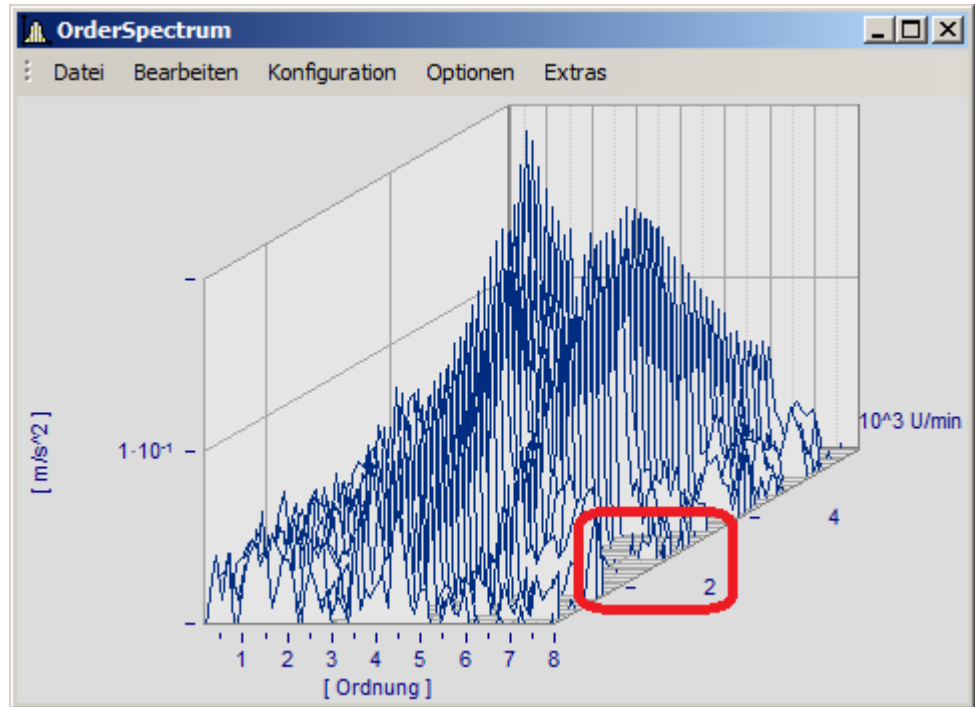 OrderSpectrum
Datei Bearbeiten Konfiguration Optionen Extras
[ m/s^2 ]
1·10⁻¹
10^3 U/min
4
2
1 2 3 4 5 6 7 8
[ Ordnung ]